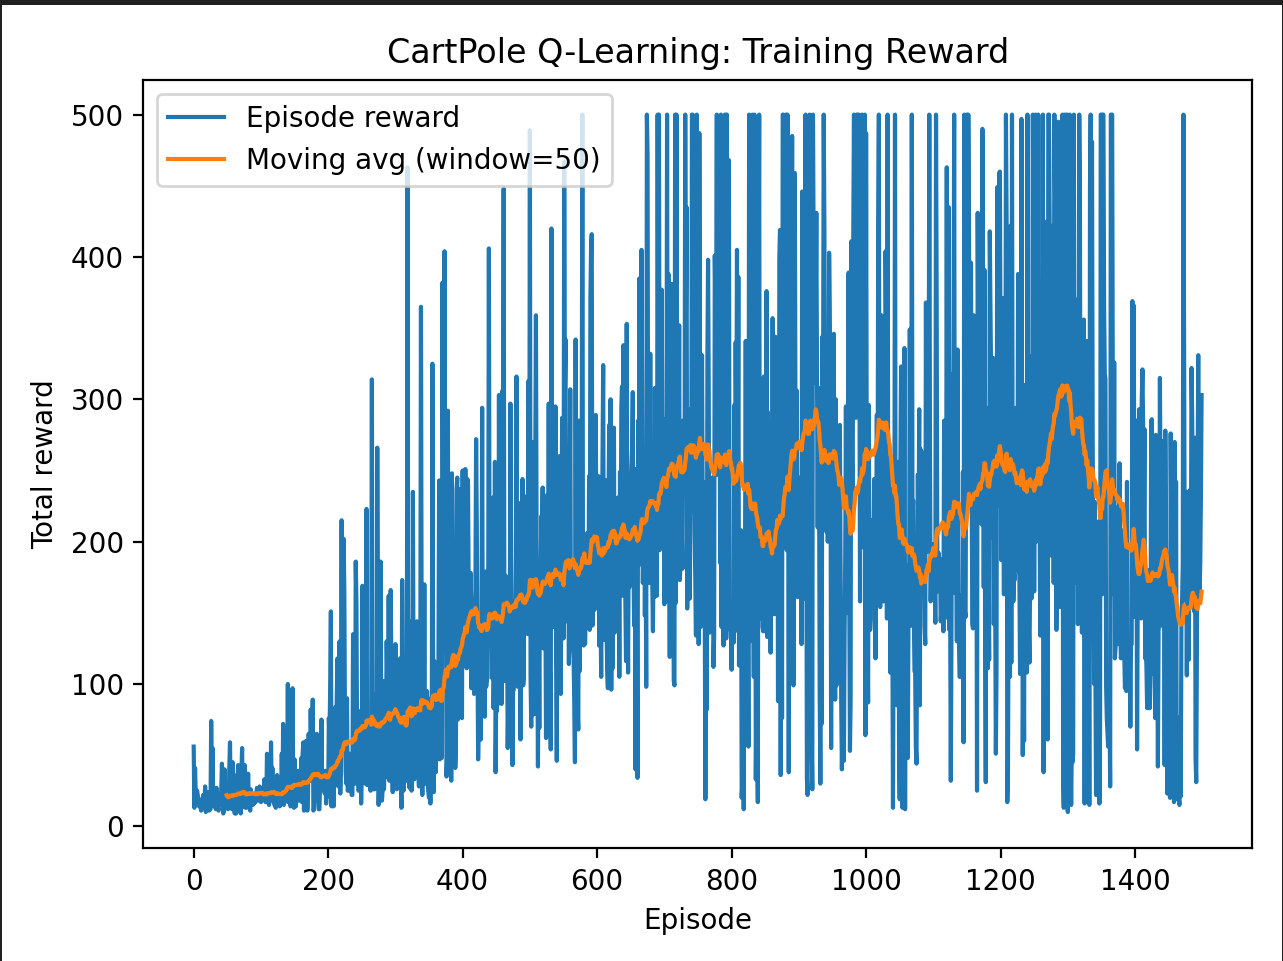 CartPole Q-Learning: Training Reward
Episode reward
Moving avg (window=50)
500
400
300
200
100
0
Total reward
0 200 400 600 800 1000 1200 1400
Episode